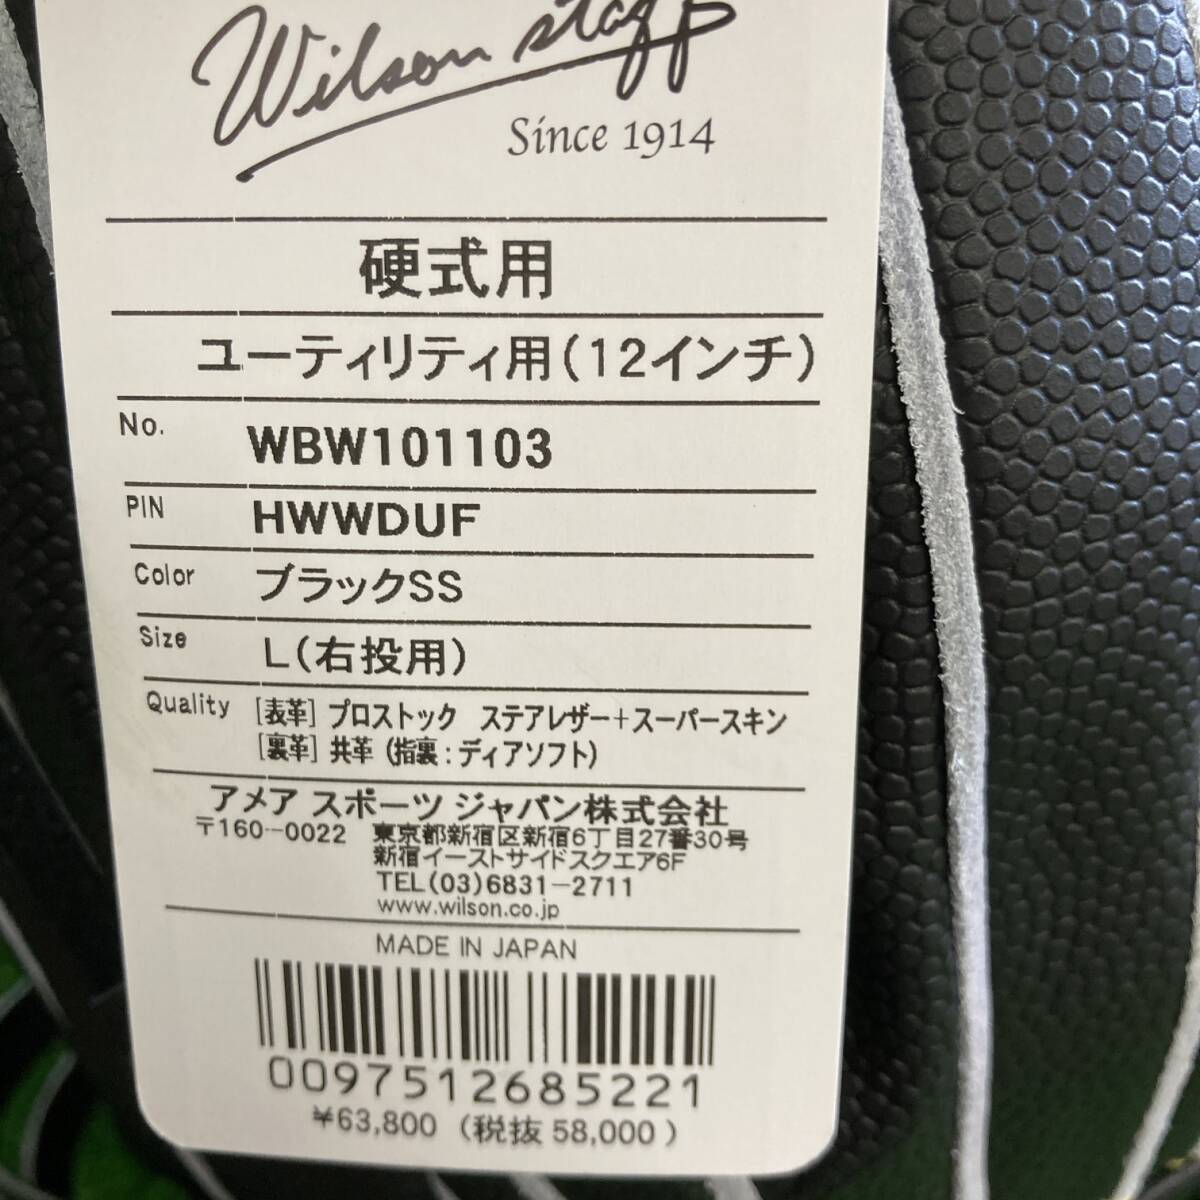 Wilson staff
Since 1914
硬式用
ユーティリティ用(12インチ)
No. WBW101103
PIN HWWDUF
Color ブラックSS
Size L(右投用)
Quality [表革] プロストック ステアレザー+スーパースキン
[裏革] 共革 (指裏:ディアソフト)
アメア スポーツ ジャパン株式会社
〒160-0022 東京都新宿区新宿6丁目27番30号
新宿イーストサイドスクエア6F
TEL(03)6831-2711
www.wilson.co.jp
MADE IN JAPAN
0097512685221
¥63,800 (税抜 58,000)